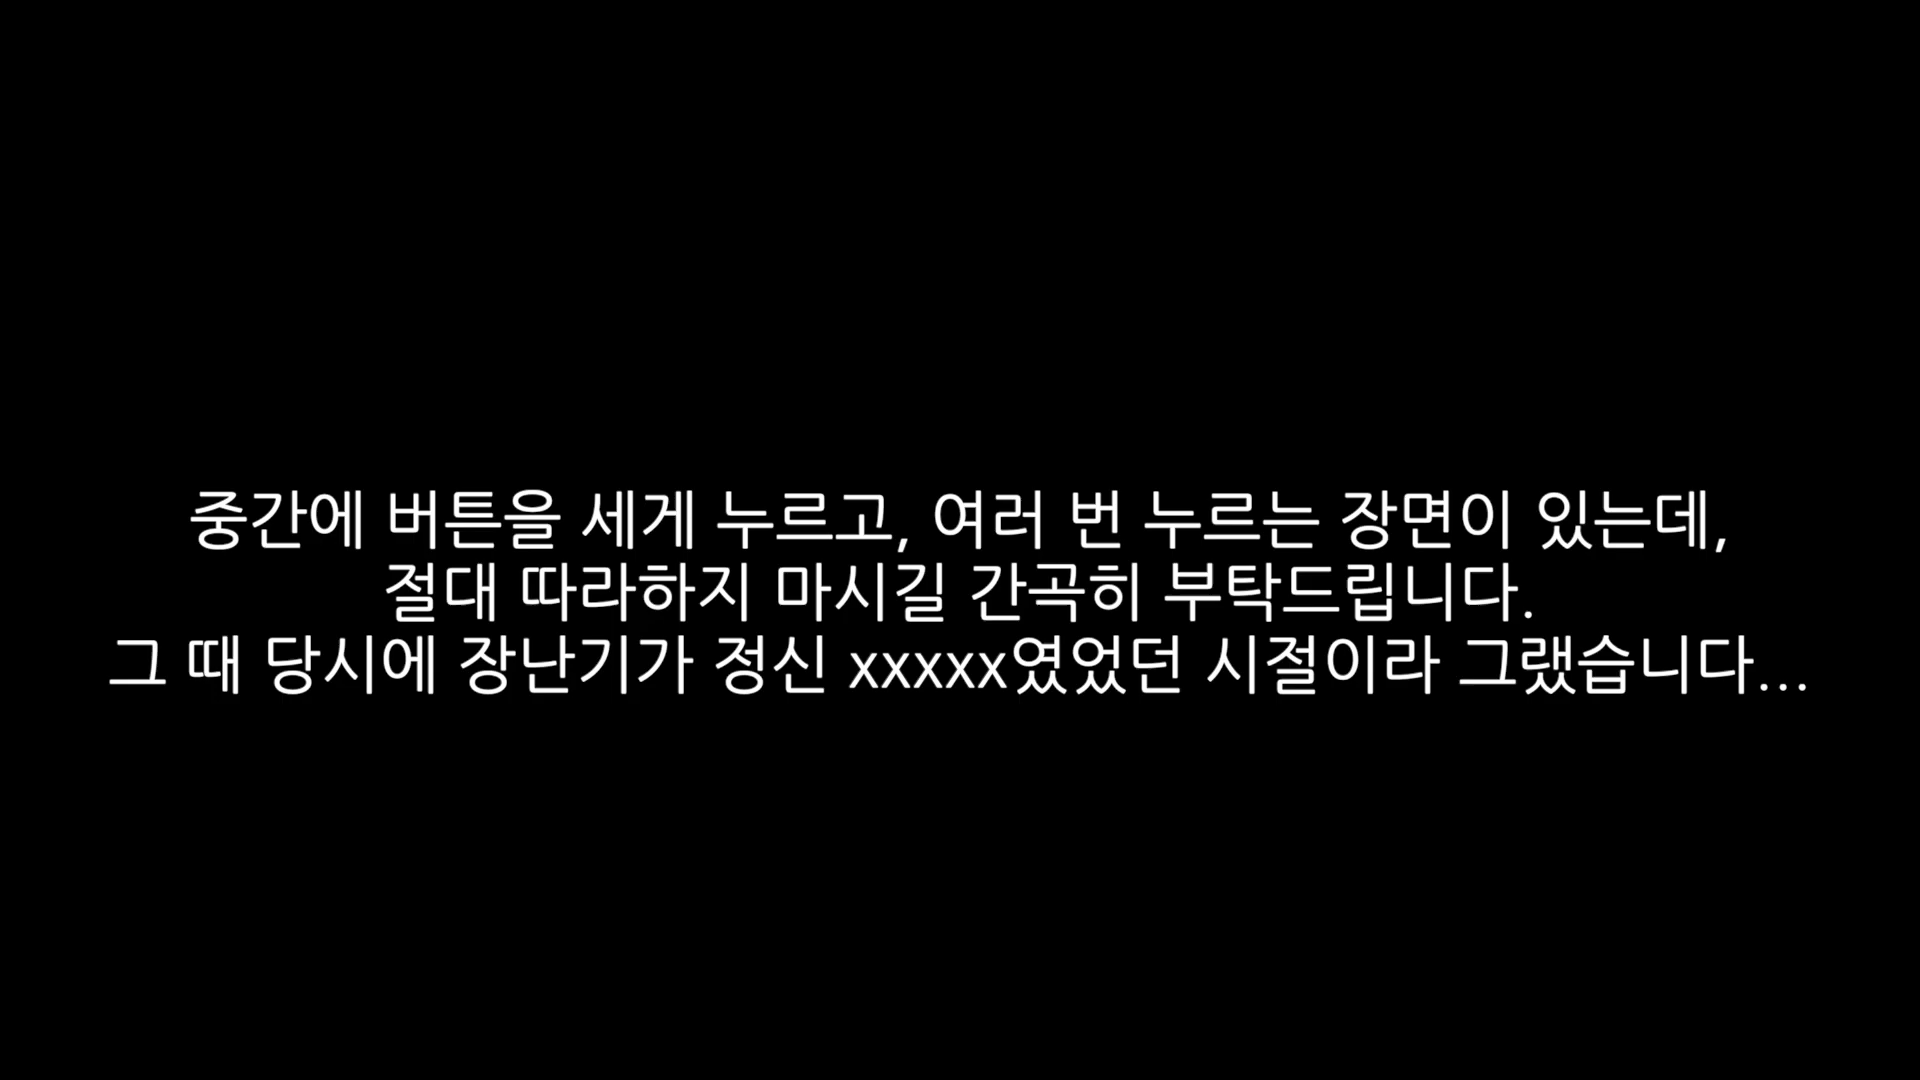 중간에 버튼을 세게 누르고, 여러 번 누르는 장면이 있는데,
절대 따라하지 마시길 간곡히 부탁드립니다.
그 때 당시에 장난기가 정신 xxxxx였었던 시절이라 그랬습니다...